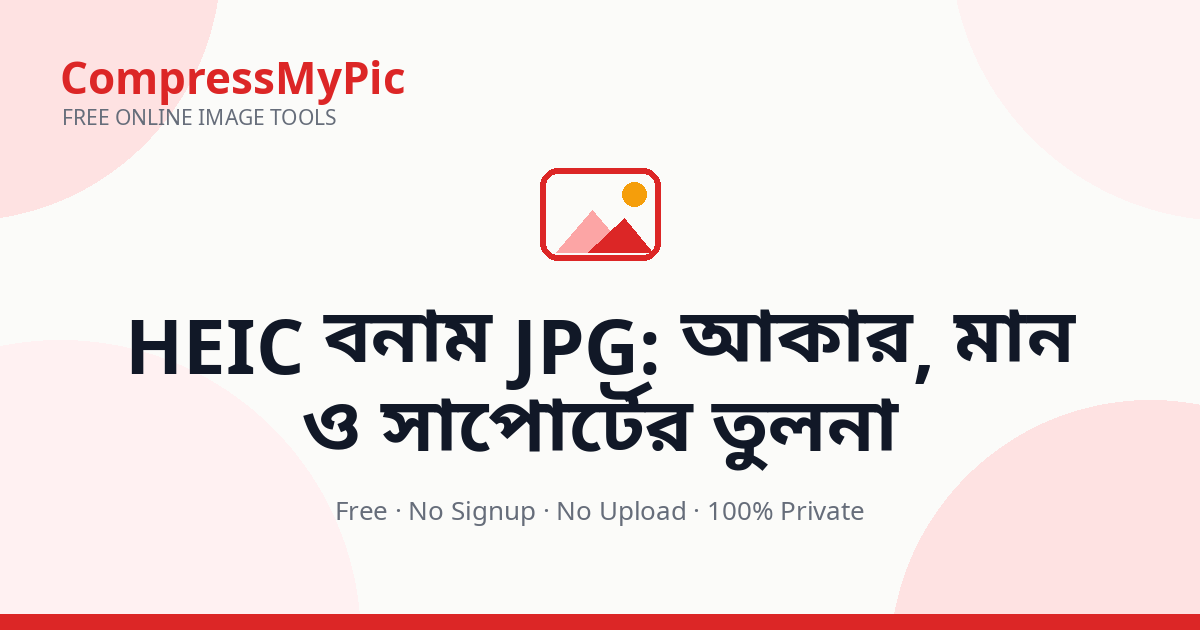 CompressMyPic
FREE ONLINE IMAGE TOOLS
HEIC বনাম JPG: আকার, মান
ও সাপোর্টের তুলনা
Free · No Signup · No Upload · 100% Private